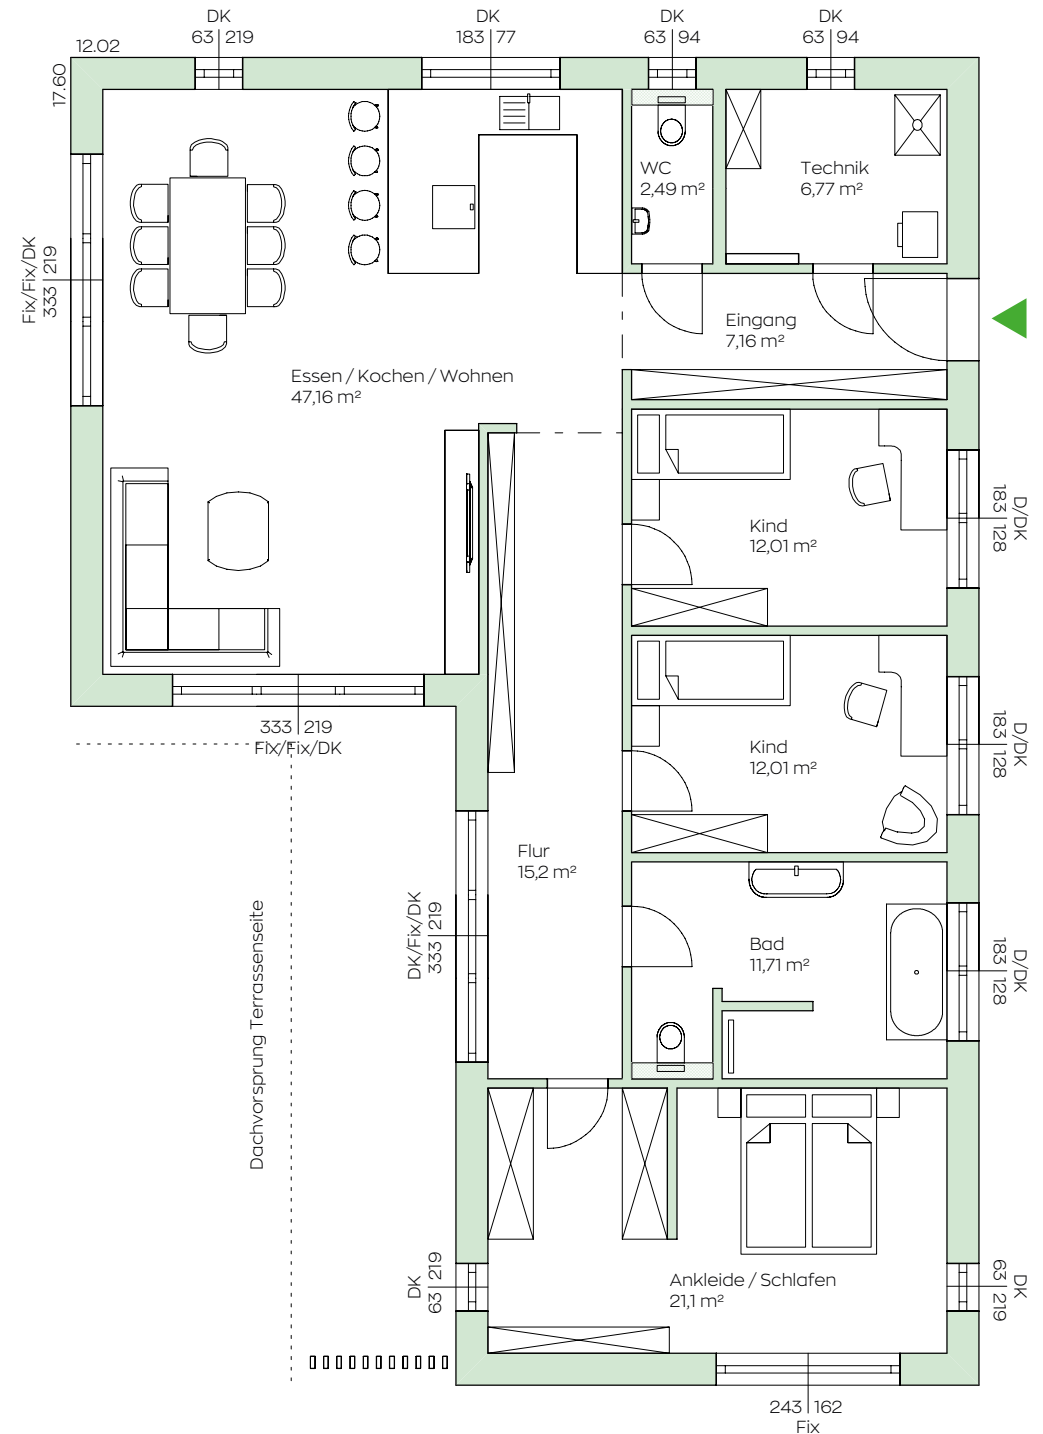 DK
63 219
DK
183 77
DK
63 94
DK
63 94
12.02
17.60
WC
2,49 m²
Technik
6,77 m²
Fix/Fix/DK
333 219
Eingang
7,16 m²
Essen / Kochen / Wohnen
47,16 m²
Kind
12,01 m²
D/DK
183 128
333 219
Fix/Fix/DK
Kind
12,01 m²
D/DK
183 128
Flur
15,2 m²
DK/Fix/DK
333 219
Bad
11,71 m²
D/DK
183 128
Dachvorsprung Terrassenseite
DK
63 219
Ankleide / Schlafen
21,1 m²
DK
63 219
243 162
Fix